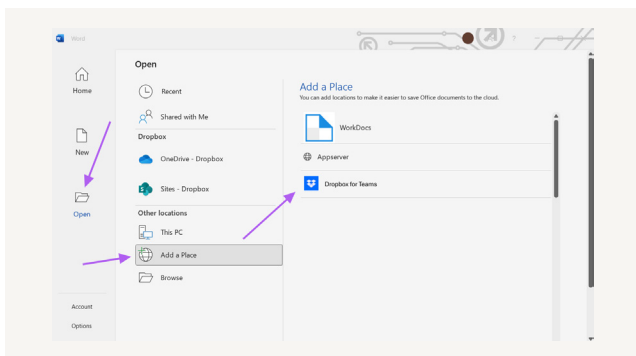 Word
?
Home
New
Open
Account
Options
Open
Recent
Shared with Me
Dropbox
OneDrive - Dropbox
Sites - Dropbox
Other locations
This PC
Add a Place
Browse
Add a Place
You can add locations to make it easier to save Office documents to the cloud.
WorkDocs
Appserver
Dropbox for Teams